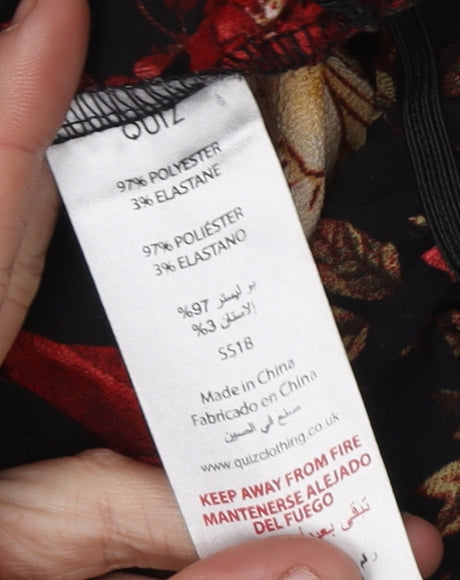 QUIZ
97% POLYESTER
3% ELASTANE
97% POLIÉSTER
3% ELASTANO
%97 بوليستر
%3 الاستان
SS18
Made in China
Fabricado en China
صنع في الصين
www.quizclothing.co.uk
KEEP AWAY FROM FIRE
MANTENERSE ALEJADO
DEL FUEGO